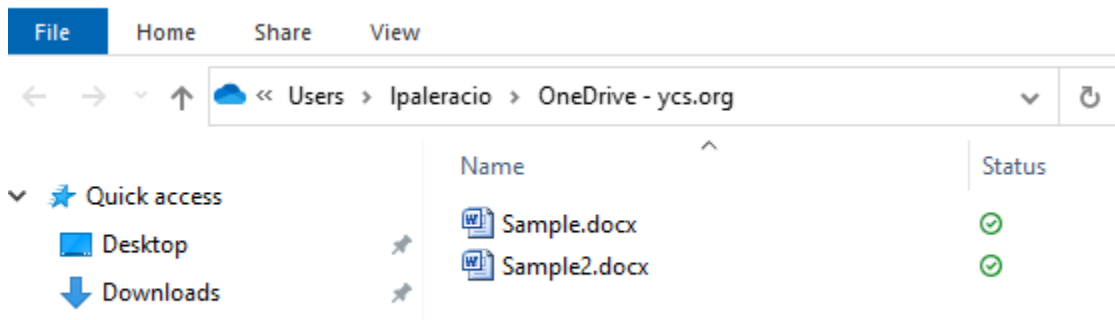 File Home Share View
« Users > lpaleracio > OneDrive - ycs.org
Name Status
Quick access
Sample.docx
Desktop
Sample2.docx
Downloads